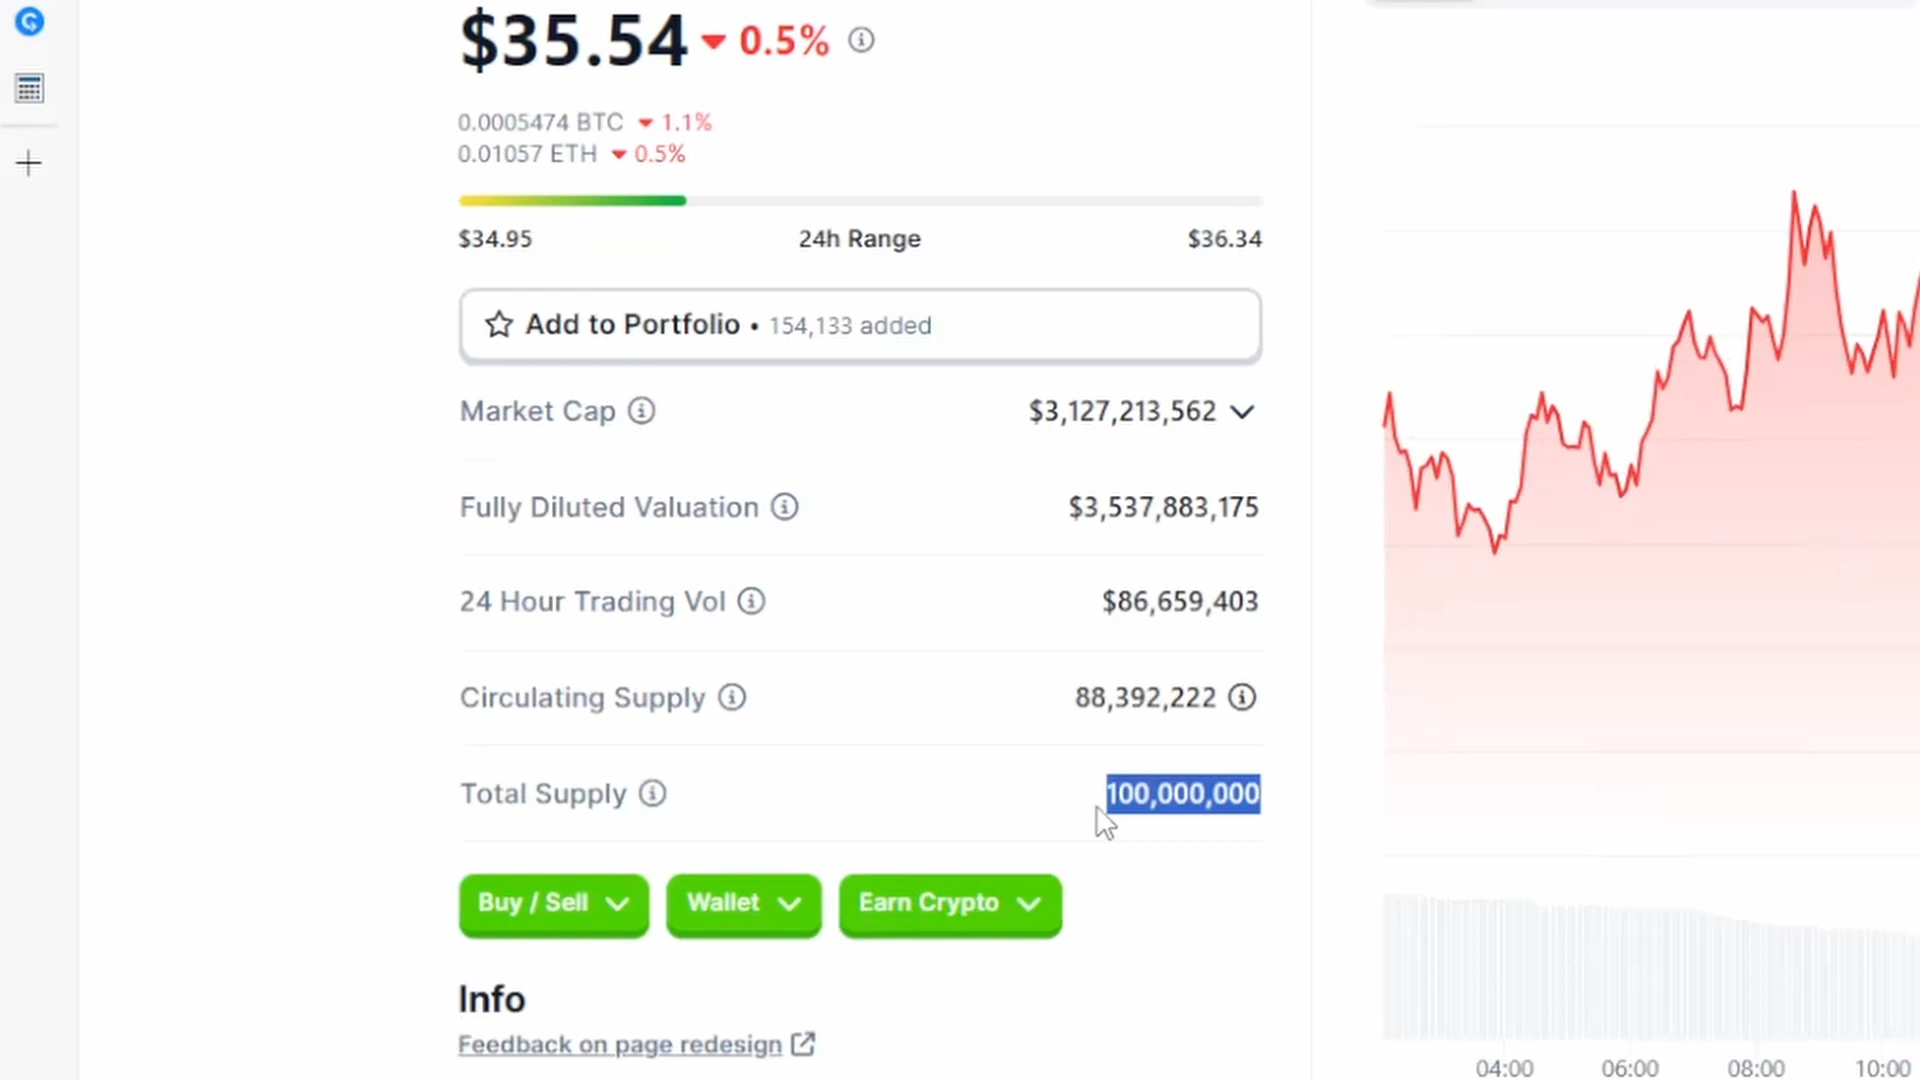 $35.54 0.5%
0.0005474 BTC 1.1%
0.01057 ETH 0.5%
$34.95 24h Range $36.34
Add to Portfolio • 154,133 added
Market Cap $3,127,213,562
Fully Diluted Valuation $3,537,883,175
24 Hour Trading Vol $86,659,403
Circulating Supply 88,392,222
Total Supply 100,000,000
Buy / Sell Wallet Earn Crypto
Info
Feedback on page redesign
04:00 06:00 08:00 10:00